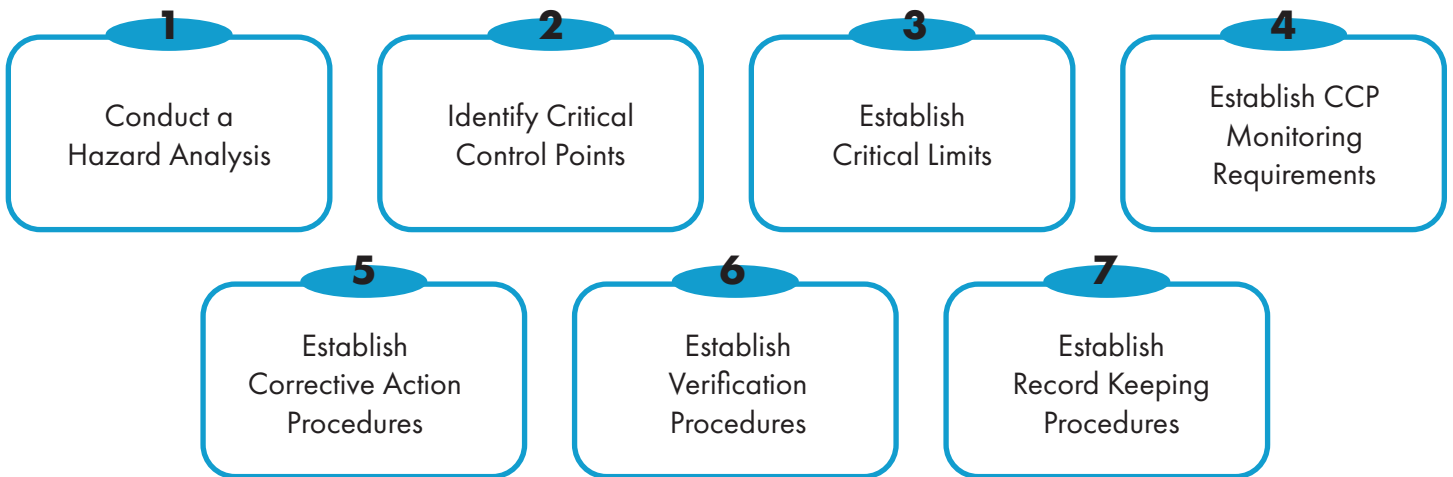 1
Conduct a
Hazard Analysis
2
Identify Critical
Control Points
3
Establish
Critical Limits
4
Establish CCP
Monitoring
Requirements
5
Establish
Corrective Action
Procedures
6
Establish
Verification
Procedures
7
Establish
Record Keeping
Procedures